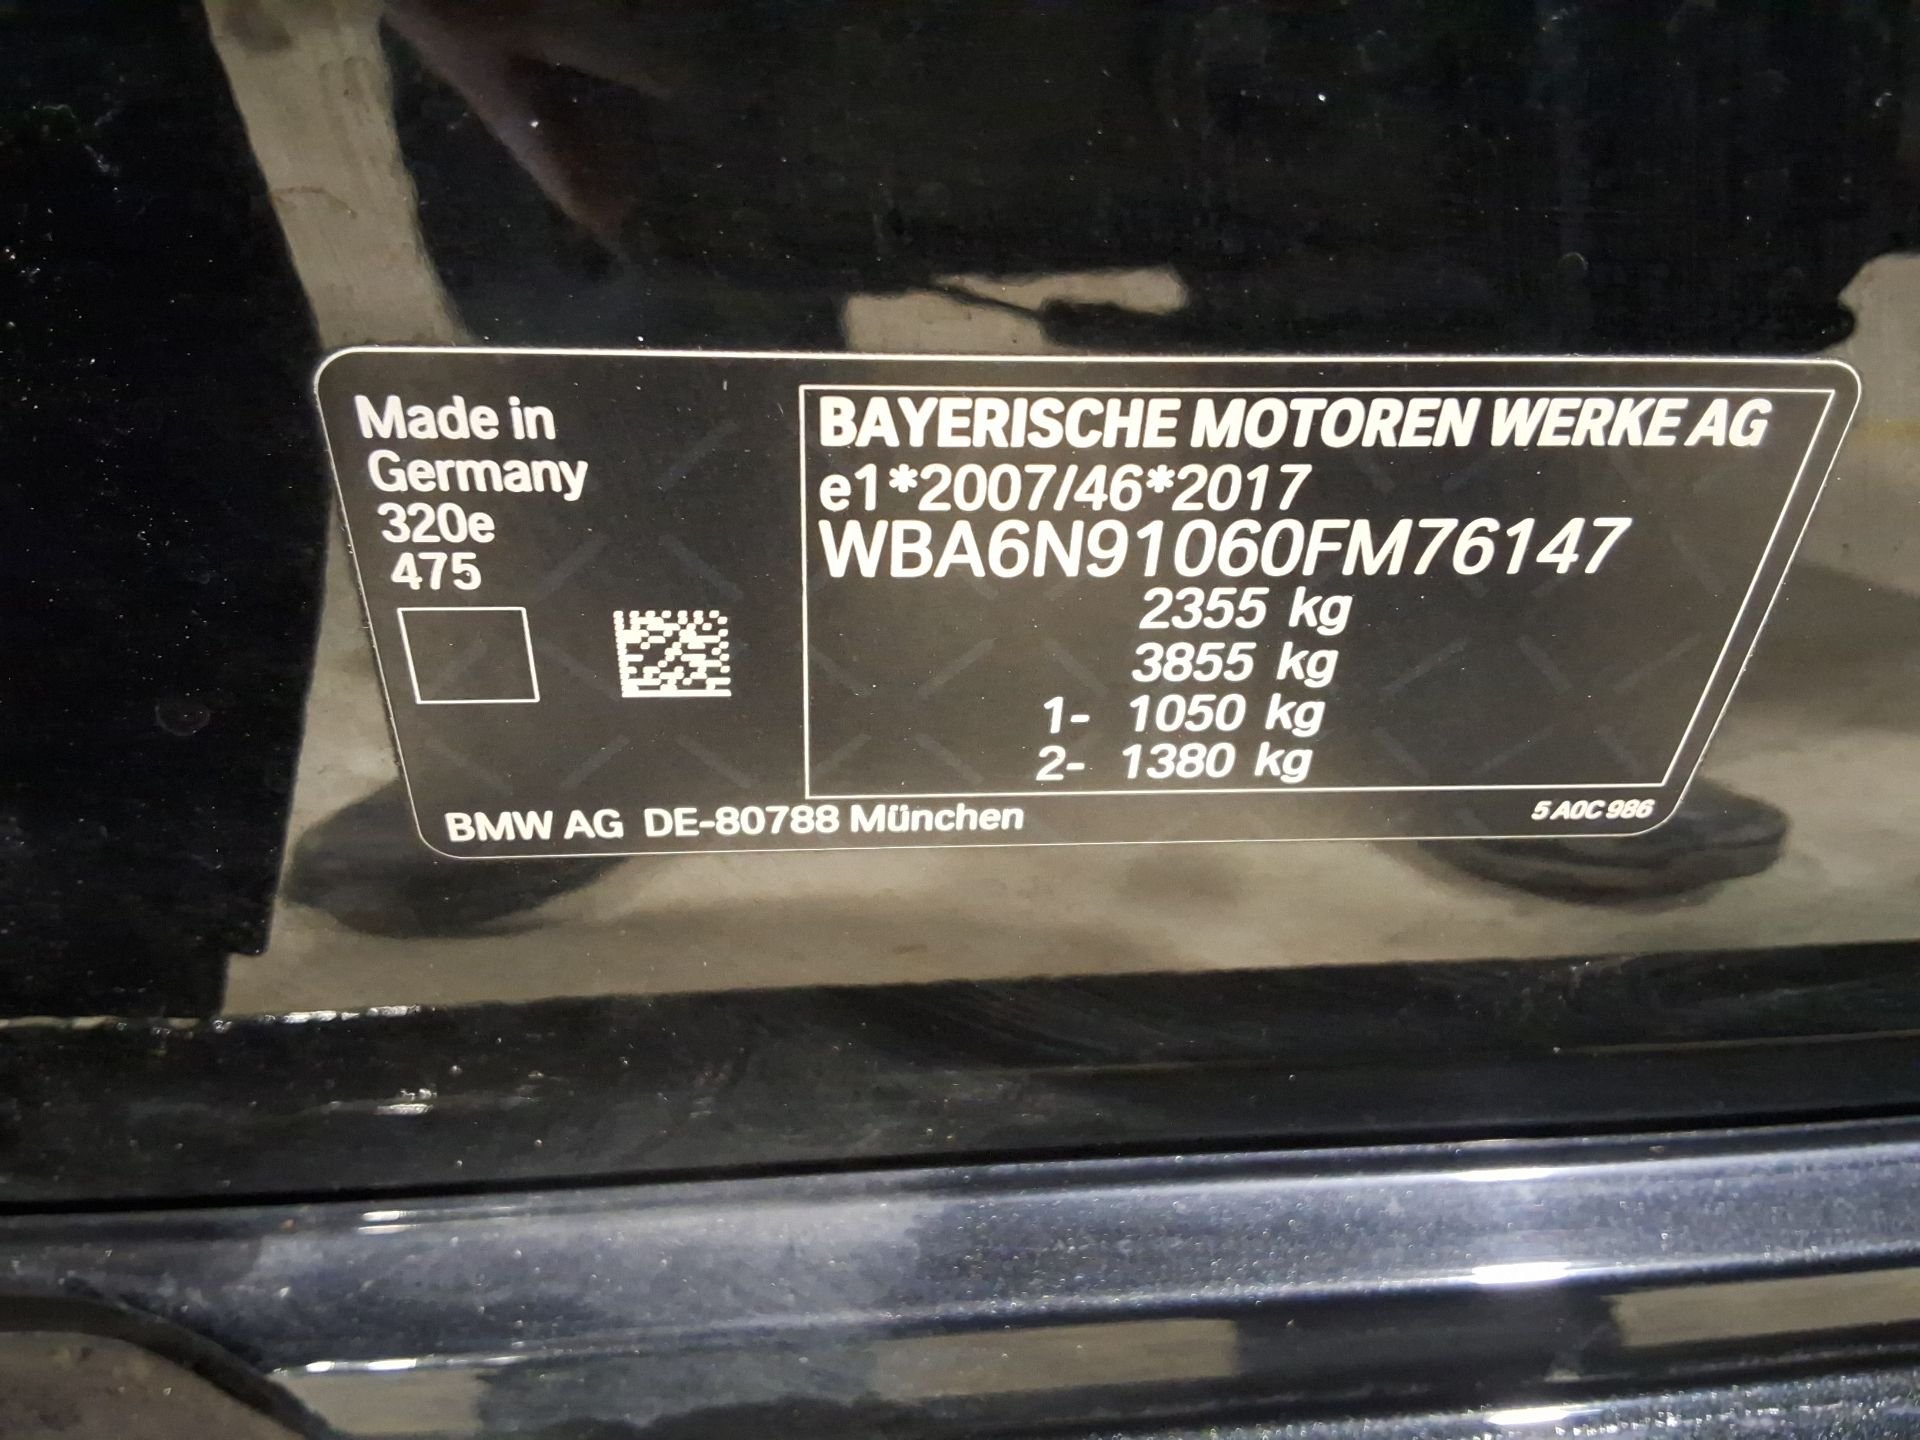 Made in
Germany
320e
475
BAYERISCHE MOTOREN WERKE AG
e1*2007/46*2017
WBA6N91060FM76147
2355 kg
3855 kg
1- 1050 kg
2- 1380 kg
BMW AG DE-80788 München
5 A0C 986